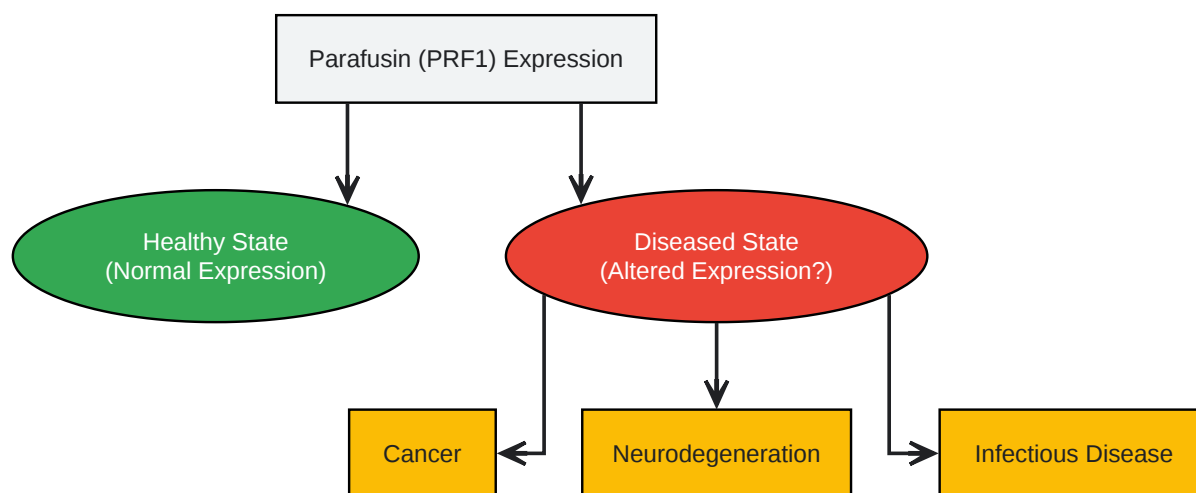 Parafusin (PRF1) Expression
Healthy State
(Normal Expression)
Diseased State
(Altered Expression?)
Cancer
Neurodegeneration
Infectious Disease